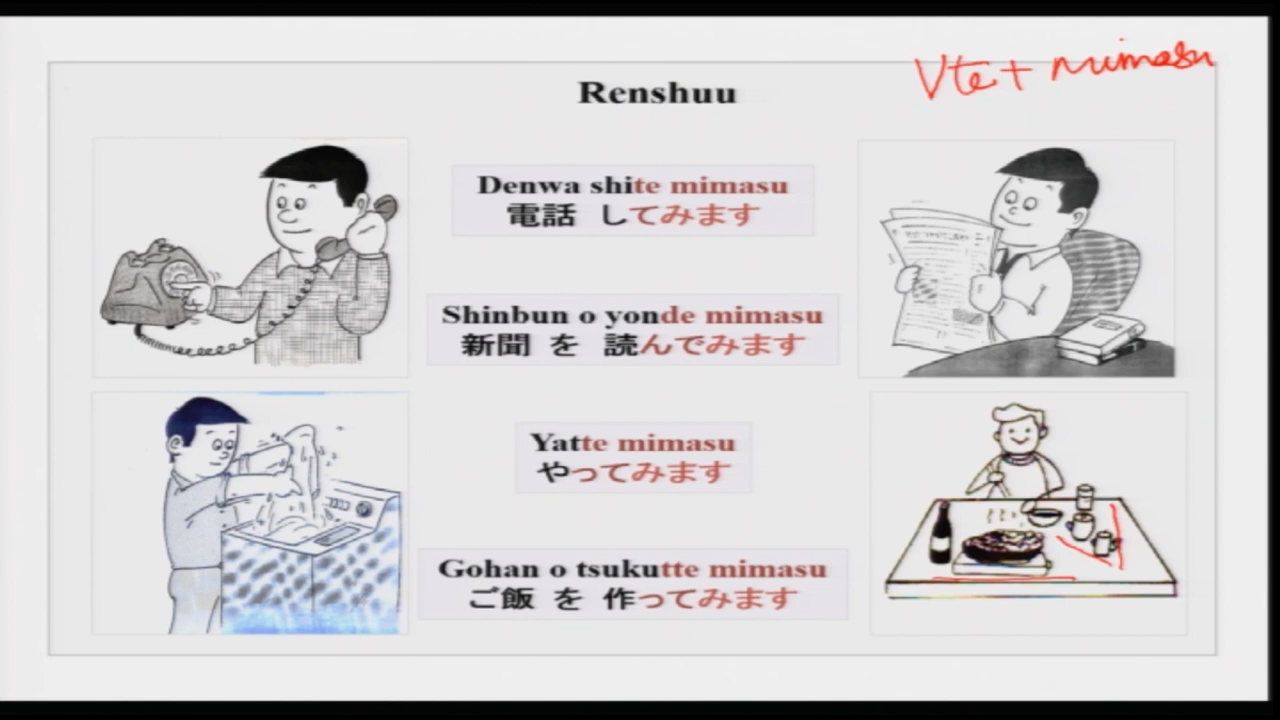 Renshuu
Vte + mimasu
Denwa shite mimasu
電話 してみます
Shinbun o yonde mimasu
新聞 を 読んでみます
Yatte mimasu
やってみます
Gohan o tsukutte mimasu
ご飯 を 作ってみます